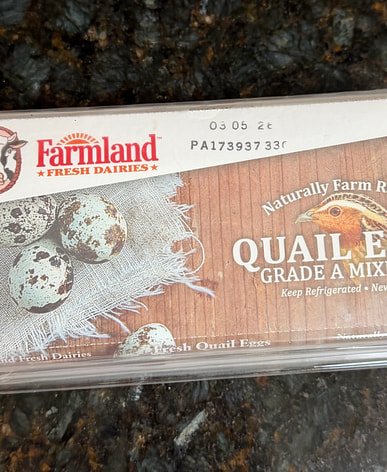 Farmland™
★ FRESH DAIRIES ★
03 05 26
PA173937 330
Naturally Farm R
QUAIL E
GRADE A MIX
Keep Refrigerated • Nev
Fresh Dairies
Fresh Quail Eggs